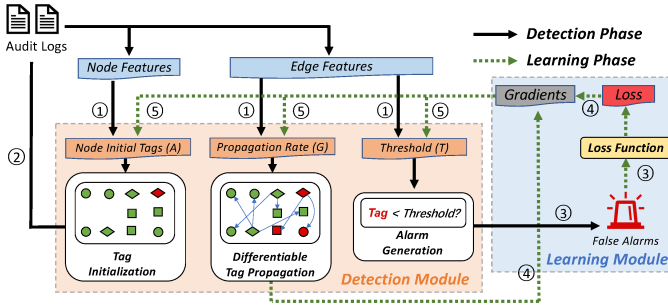 Audit Logs
Detection Phase
Learning Phase
Node Features
Edge Features
Gradients
Loss
①
⑤
①
⑤
①
⑤
④
②
Node Initial Tags (A)
Propagation Rate (G)
Threshold (T)
Loss Function
③
Tag < Threshold?
Alarm
Generation
③
False Alarms
Tag
Initialization
Differentiable
Tag Propagation
Detection Module
④
Learning Module